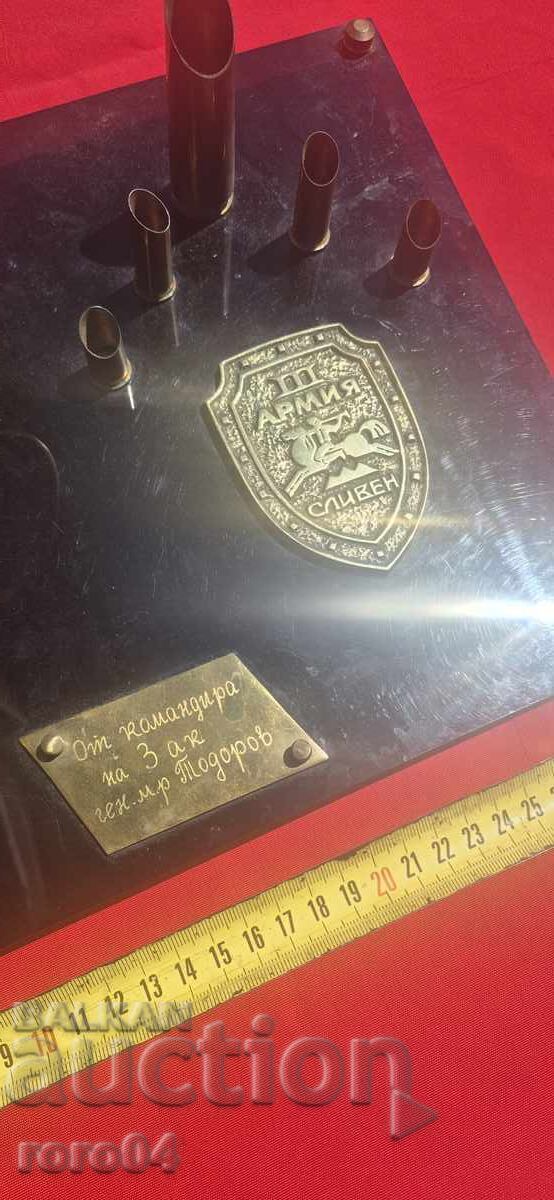 III
АРМИЯ
СЛИВЕН
От командира
на 3 ак
ген.мр Тодоров
9 10 11 12 13 14 15 16 17 18 19 20 21 22 23 24 25
BALKAN
auction
roro04